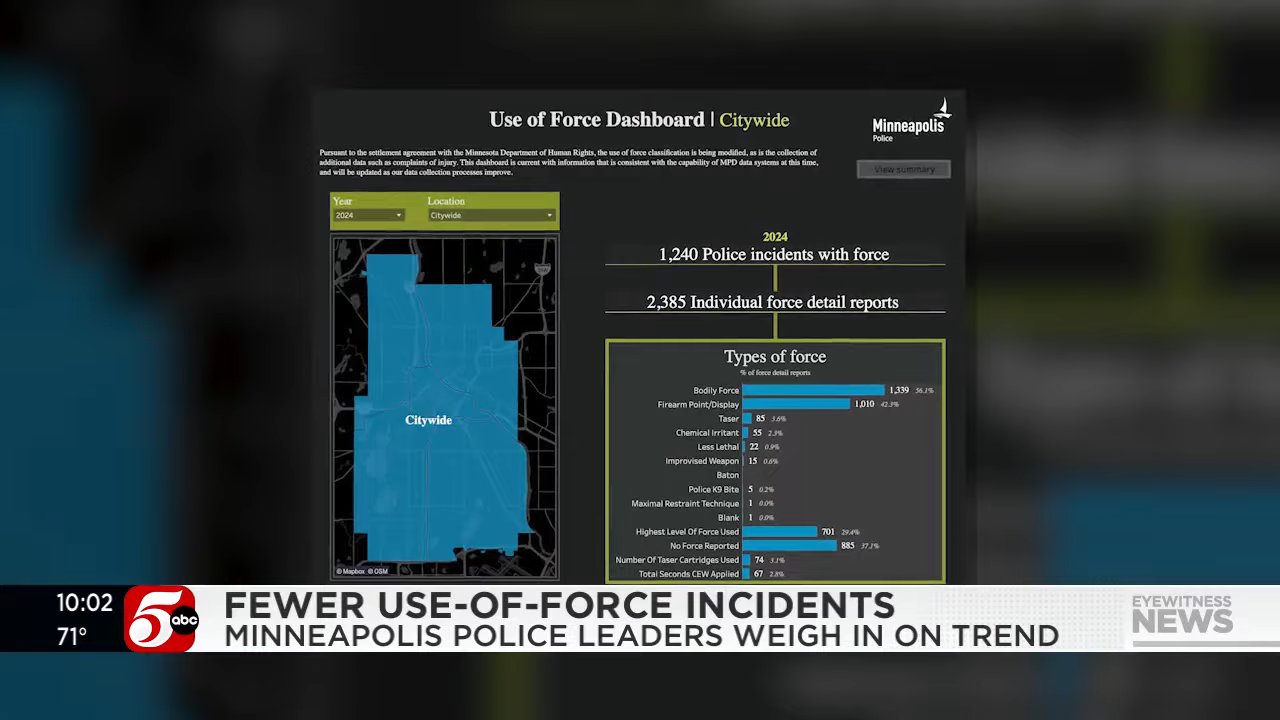 Use of Force Dashboard | Citywide
Minneapolis
Police
Pursuant to the settlement agreement with the Minnesota Department of Human Rights, the use of force classification is being modified, as is the collection of
additional data such as complaints of injury. This dashboard is current with information that is consistent with the capability of MPD data systems at this time,
and will be updated as our data collection processes improve.
View summary
Year
Location
2024
Citywide
2024
1,240 Police incidents with force
2,385 Individual force detail reports
Citywide
Types of force
% of force detail reports
Bodily Force 1,339 56.1%
Firearm Point/Display 1,010 42.3%
Taser 85 3.6%
Chemical Irritant 55 2.3%
Less Lethal 22 0.9%
Improvised Weapon 15 0.6%
Baton
Police K9 Bite 5 0.2%
Maximal Restraint Technique 1 0.0%
Blank 1 0.0%
Highest Level Of Force Used 701 29.4%
No Force Reported 885 37.1%
Number Of Taser Cartridges Used 74 3.1%
Total Seconds CEW Applied 67 2.8%
© Mapbox © OSM
10:02
71°
5 abc
FEWER USE-OF-FORCE INCIDENTS
MINNEAPOLIS POLICE LEADERS WEIGH IN ON TREND
EYEWITNESS
NEWS